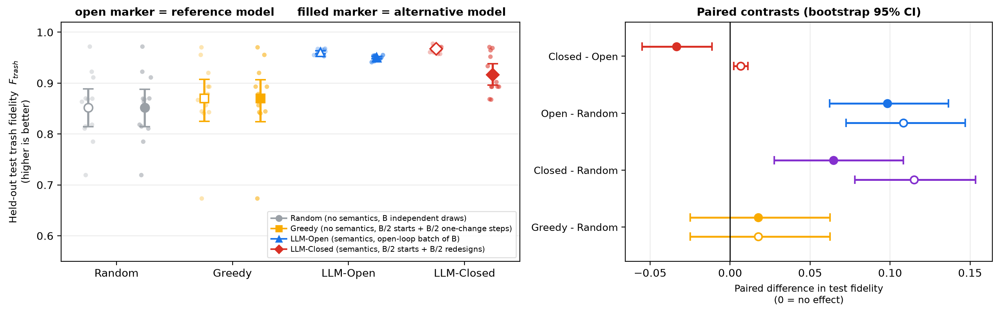 open marker = reference model filled marker = alternative model
Held-out test trash fidelity F_trash
(higher is better)
1.0
0.9
0.8
0.7
0.6
Random (no semantics, B independent draws)
Greedy (no semantics, B/2 starts + B/2 one-change steps)
LLM-Open (semantics, open-loop batch of B)
LLM-Closed (semantics, B/2 starts + B/2 redesigns)
Random Greedy LLM-Open LLM-Closed
Paired contrasts (bootstrap 95% CI)
Closed - Open
Open - Random
Closed - Random
Greedy - Random
−0.05 0.00 0.05 0.10 0.15
Paired difference in test fidelity
(0 = no effect)